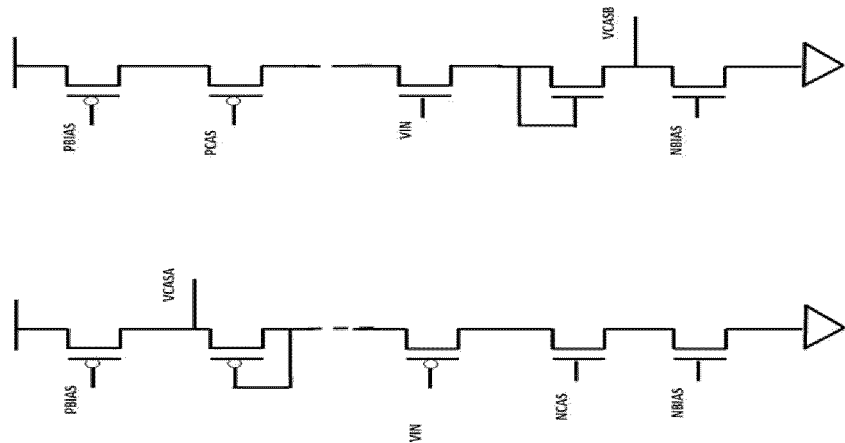 VCASB
PBIAS
PCAS
VIN
NBIAS
VCASA
PBIAS
VIN
NCAS
NBIAS